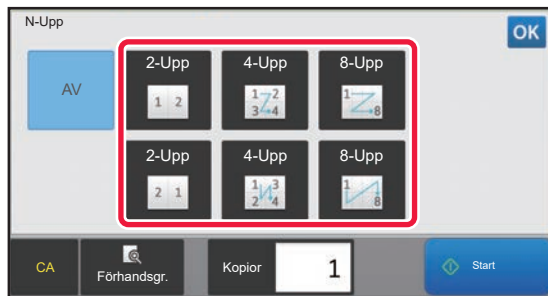 N-Upp
OK
AV
2-Upp
4-Upp
8-Upp
1 2
1 2
3 4
1
8
2-Upp
4-Upp
8-Upp
2 1
1 3
2 4
1
8
CA
Förhandsgr.
Kopior
1
Start